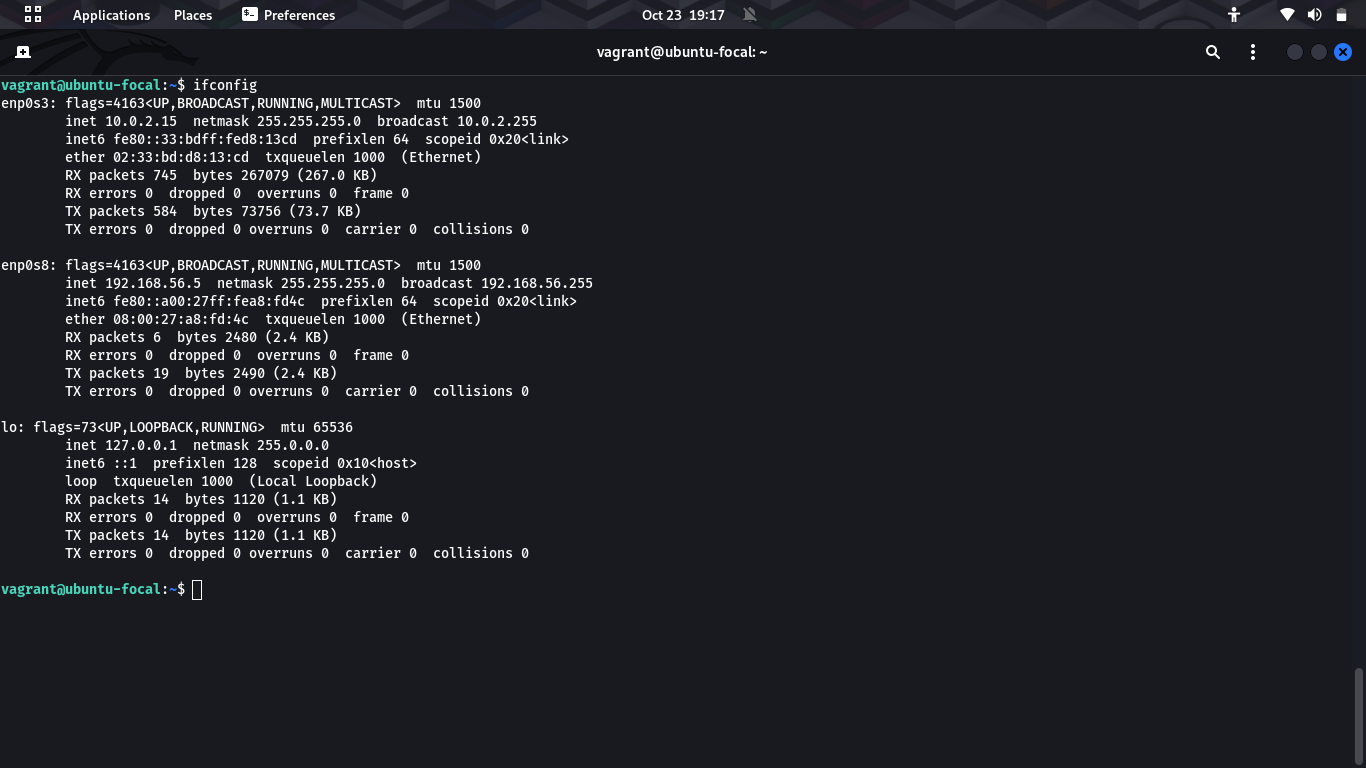 Applications Places Preferences Oct 23 19:17
vagrant@ubuntu-focal: ~
vagrant@ubuntu-focal:~$ ifconfig
enp0s3: flags=4163<UP,BROADCAST,RUNNING,MULTICAST>  mtu 1500
        inet 10.0.2.15  netmask 255.255.255.0  broadcast 10.0.2.255
        inet6 fe80::33:bdff:fed8:13cd  prefixlen 64  scopeid 0x20<link>
        ether 02:33:bd:d8:13:cd  txqueuelen 1000  (Ethernet)
        RX packets 745  bytes 267079 (267.0 KB)
        RX errors 0  dropped 0  overruns 0  frame 0
        TX packets 584  bytes 73756 (73.7 KB)
        TX errors 0  dropped 0 overruns 0  carrier 0  collisions 0

enp0s8: flags=4163<UP,BROADCAST,RUNNING,MULTICAST>  mtu 1500
        inet 192.168.56.5  netmask 255.255.255.0  broadcast 192.168.56.255
        inet6 fe80::a00:27ff:fea8:fd4c  prefixlen 64  scopeid 0x20<link>
        ether 08:00:27:a8:fd:4c  txqueuelen 1000  (Ethernet)
        RX packets 6  bytes 2480 (2.4 KB)
        RX errors 0  dropped 0  overruns 0  frame 0
        TX packets 19  bytes 2490 (2.4 KB)
        TX errors 0  dropped 0 overruns 0  carrier 0  collisions 0

lo: flags=73<UP,LOOPBACK,RUNNING>  mtu 65536
        inet 127.0.0.1  netmask 255.0.0.0
        inet6 ::1  prefixlen 128  scopeid 0x10<host>
        loop  txqueuelen 1000  (Local Loopback)
        RX packets 14  bytes 1120 (1.1 KB)
        RX errors 0  dropped 0  overruns 0  frame 0
        TX packets 14  bytes 1120 (1.1 KB)
        TX errors 0  dropped 0 overruns 0  carrier 0  collisions 0

vagrant@ubuntu-focal:~$